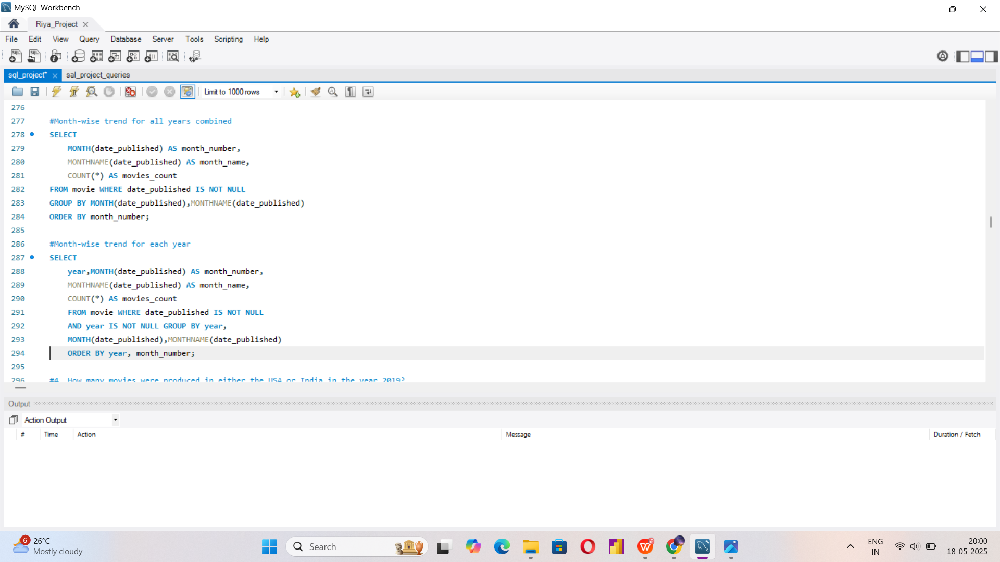 MySQL Workbench
Riya_Project
File Edit View Query Database Server Tools Scripting Help
sql_project* sal_project_queries
Limit to 1000 rows
276
277 #Month-wise trend for all years combined
278 SELECT
279 MONTH(date_published) AS month_number,
280 MONTHNAME(date_published) AS month_name,
281 COUNT(*) AS movies_count
282 FROM movie WHERE date_published IS NOT NULL
283 GROUP BY MONTH(date_published),MONTHNAME(date_published)
284 ORDER BY month_number;
285
286 #Month-wise trend for each year
287 SELECT
288 year,MONTH(date_published) AS month_number,
289 MONTHNAME(date_published) AS month_name,
290 COUNT(*) AS movies_count
291 FROM movie WHERE date_published IS NOT NULL
292 AND year IS NOT NULL GROUP BY year,
293 MONTH(date_published),MONTHNAME(date_published)
294 ORDER BY year, month_number;
295
296 #4 How many movies were produced in either the USA or India in the year 2019?
Output
Action Output
# Time Action Message Duration / Fetch
6 26°C
Mostly cloudy
Search
ENG
IN
20:00
18-05-2025